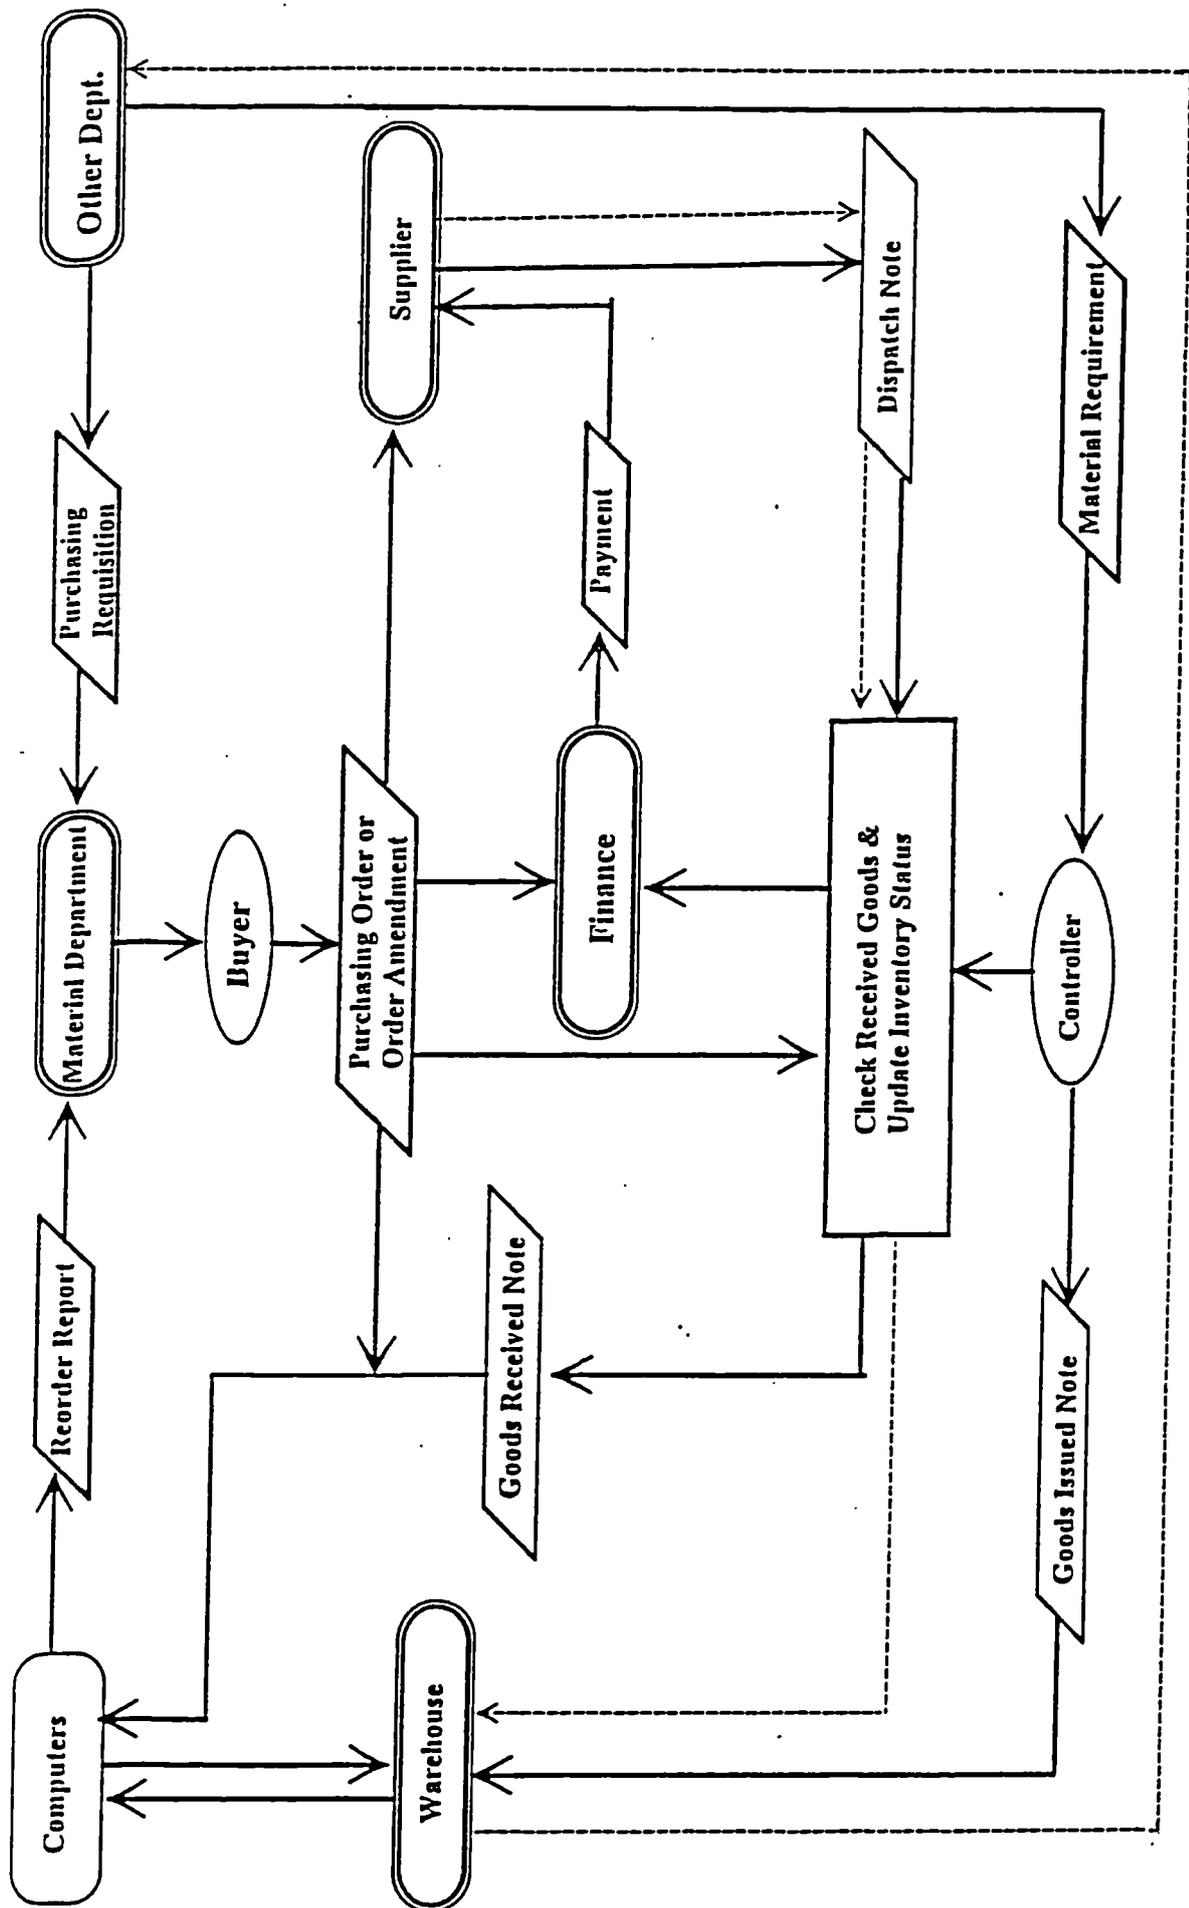 Computers
Reorder Report
Material Department
Purchasing
Requisition
Other Dept.
Buyer
Purchasing Order or
Order Amendment
Supplier
Warehouse
Goods Received Note
Finance
Payment
Check Received Goods &
Update Inventory Status
Dispatch Note
Goods Issued Note
Controller
Material Requirement